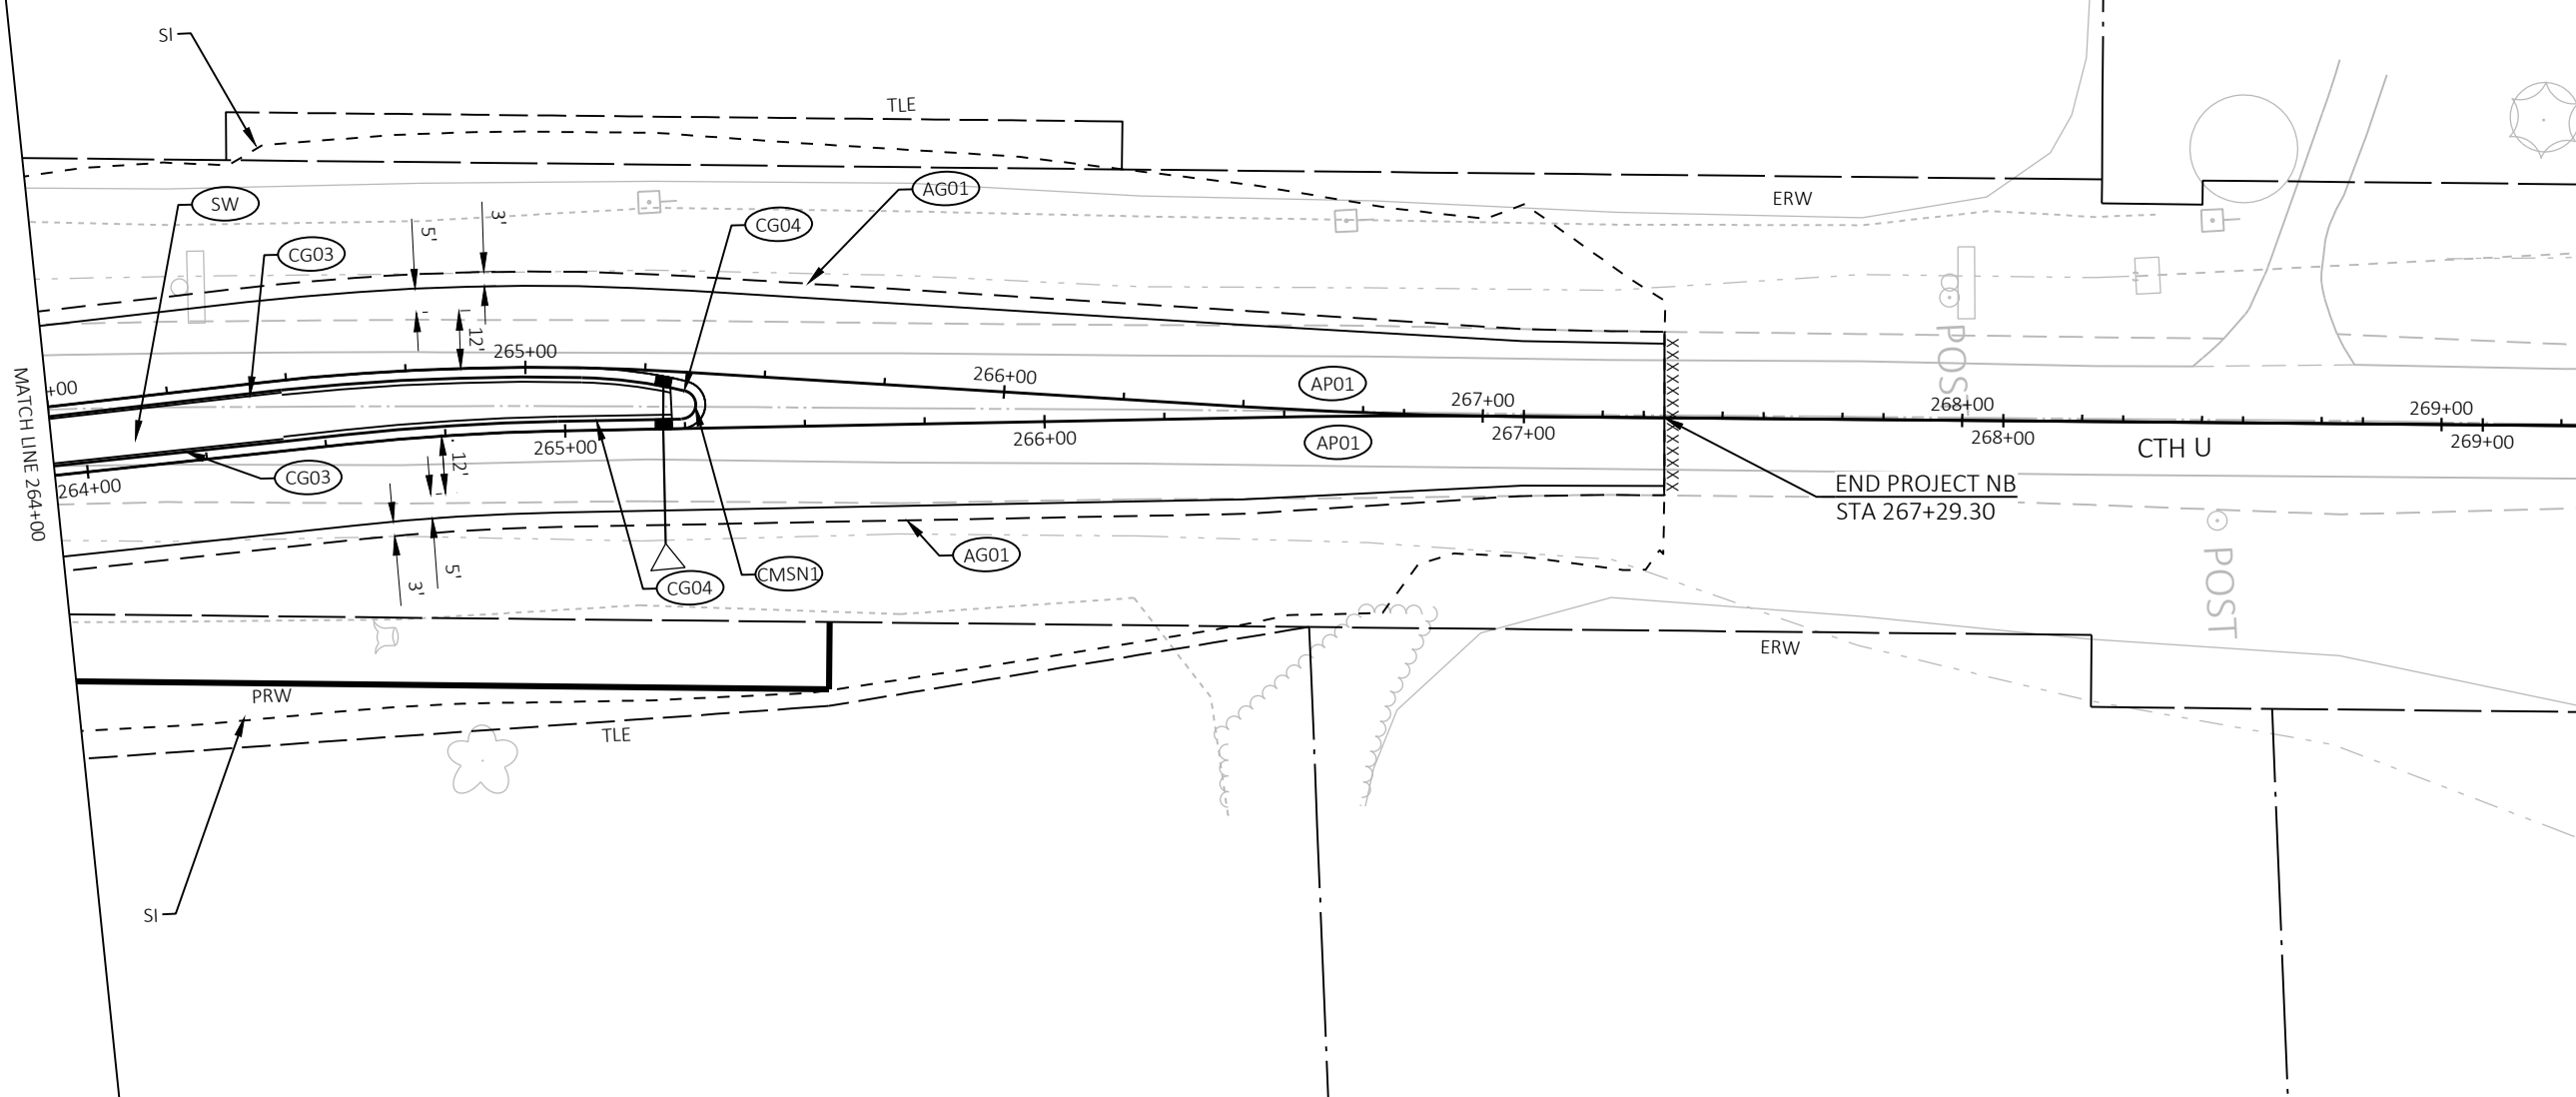 SI
TLE
ERW
SW
AG01
CG04
CG03
3'
5'
12'
265+00
266+00
267+00
268+00
269+00
+00
AP01
AP01
MATCH LINE 264+00
264+00
265+00
266+00
267+00
268+00
269+00
CTH U
POST
12'
CG03
END PROJECT NB
STA 267+29.30
AG01
CMSN1
CG04
3'
5'
POST
ERW
PRW
TLE
SI